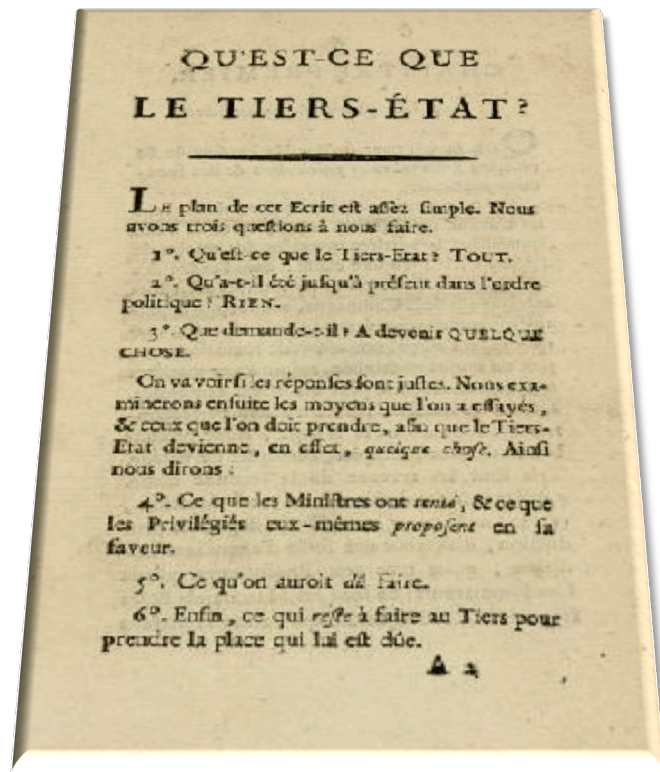 QU'EST-CE QUE
LE TIERS-ÉTAT?
LE plan de cet Ecrit est aſſez ſimple. Nous
avons trois queſtions à nous faire.
1°. Qu'eſt-ce que le Tiers-Etat? TOUT.
2°. Qu'a-t-il été juſqu'à préſent dans l'ordre
politique? RIEN.
3°. Que demande-t-il? A devenir QUELQUE
CHOSE.
On va voir ſi les réponſes ſont juſtes. Nous exa-
minerons enſuite les moyens que l'on a eſſayés,
& ceux que l'on doit prendre, afin que le Tiers-
Etat devienne, en effet, quelque choſe. Ainſi
nous dirons:
4°. Ce que les Miniſtres ont tenté, & ce que
les Privilégiés eux-mêmes propoſent en ſa
faveur.
5°. Ce qu'on auroit dû faire.
6°. Enfin, ce qui reſte à faire au Tiers pour
prendre la place qui lui eſt dûe.
A 2